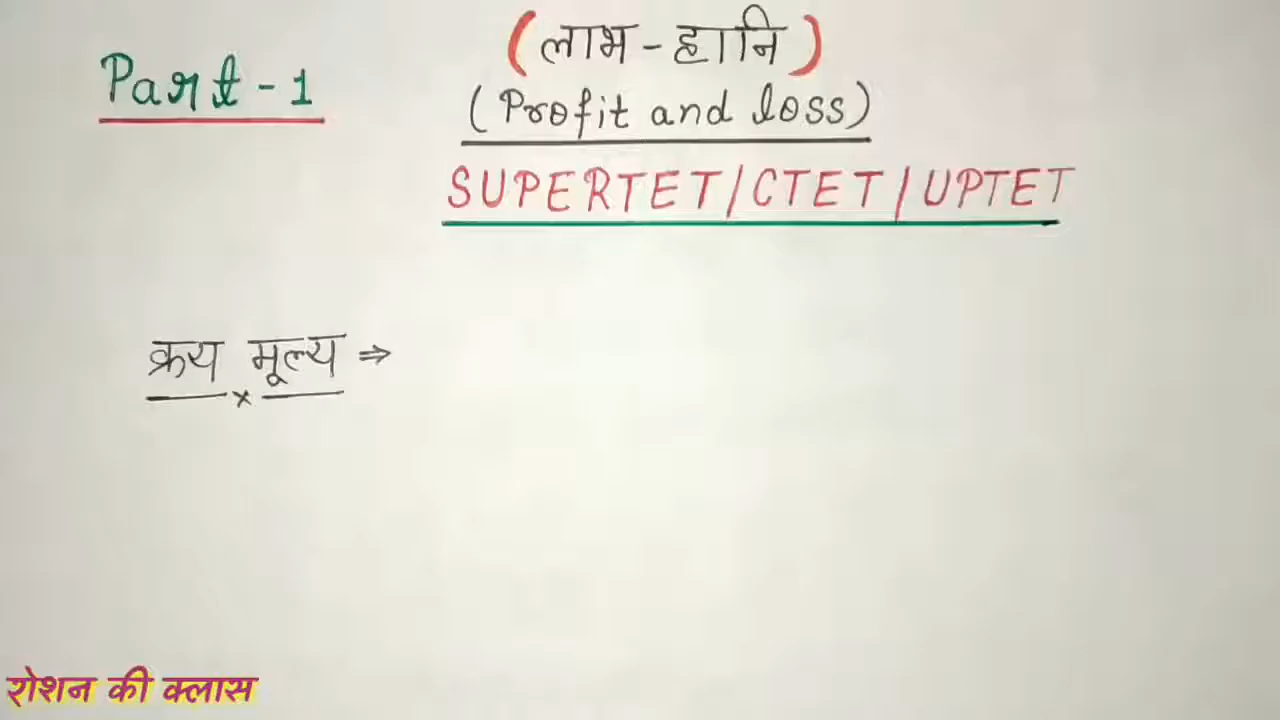 Part-1
(लाभ-हानि)
(Profit and loss)
SUPERTET/CTET/UPTET
क्रय मूल्य ⇒
×
रोशन की क्लास